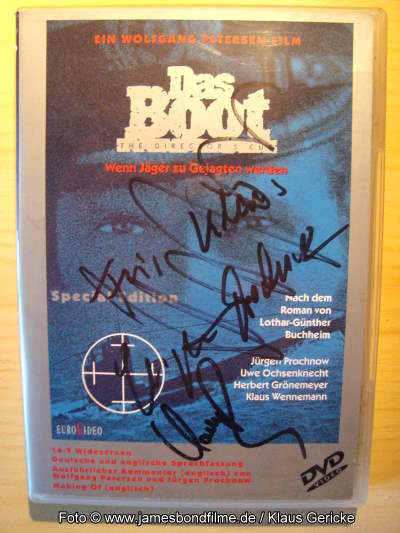 EIN WOLFGANG PETERSEN FILM
Das
Boot
THE DIRECTOR'S CUT
Wenn Jäger zu Gejagten werden
Für Klaus
Special Edition
Nach dem
Roman von
Lothar-Günther
Buchheim
Jürgen Prochnow
Uwe Ochsenknecht
Herbert Grönemeyer
Klaus Wennemann
EUROVIDEO
16:9 Widescreen
Deutsche und englische Sprachfassung
Ausführlicher Kommentar (englisch) von
Wolfgang Petersen und Jürgen Prochnow
Making Of (englisch)
DVD
VIDEO
Foto © www.jamesbondfilme.de / Klaus Gericke